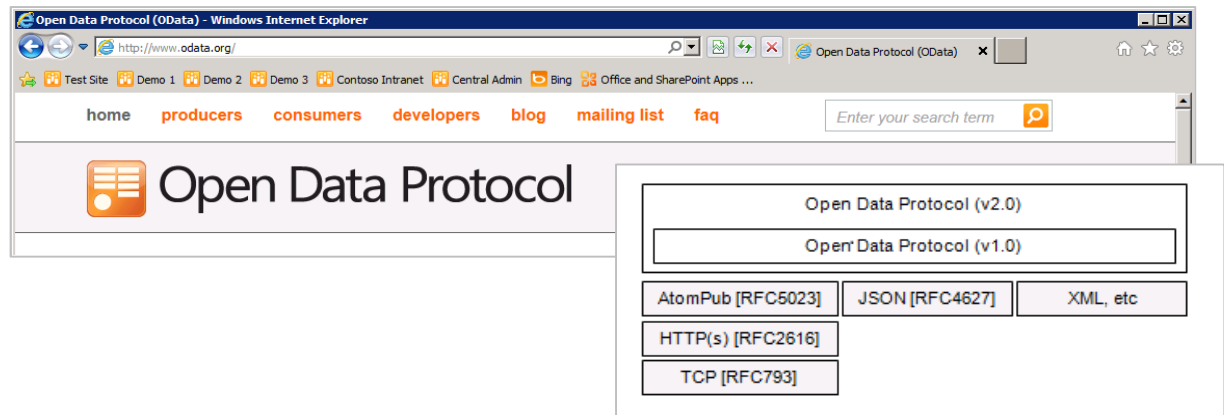 Open Data Protocol (OData) - Windows Internet Explorer
http://www.odata.org/
Open Data Protocol (OData)
Test Site Demo 1 Demo 2 Demo 3 Contoso Intranet Central Admin Bing Office and SharePoint Apps ...
home producers consumers developers blog mailing list faq Enter your search term
Open Data Protocol
Open Data Protocol (v2.0)
Open Data Protocol (v1.0)
AtomPub [RFC5023] JSON [RFC4627] XML, etc
HTTP(s) [RFC2616]
TCP [RFC793]